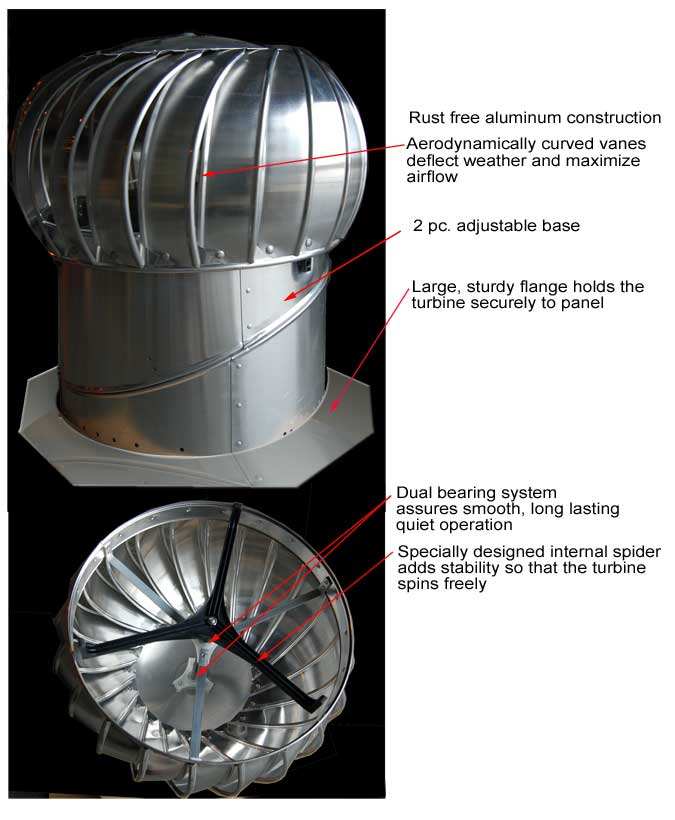 Rust free aluminum construction
Aerodynamically curved vanes
deflect weather and maximize
airflow
2 pc. adjustable base
Large, sturdy flange holds the
turbine securely to panel
Dual bearing system
assures smooth, long lasting
quiet operation
Specially designed internal spider
adds stability so that the turbine
spins freely